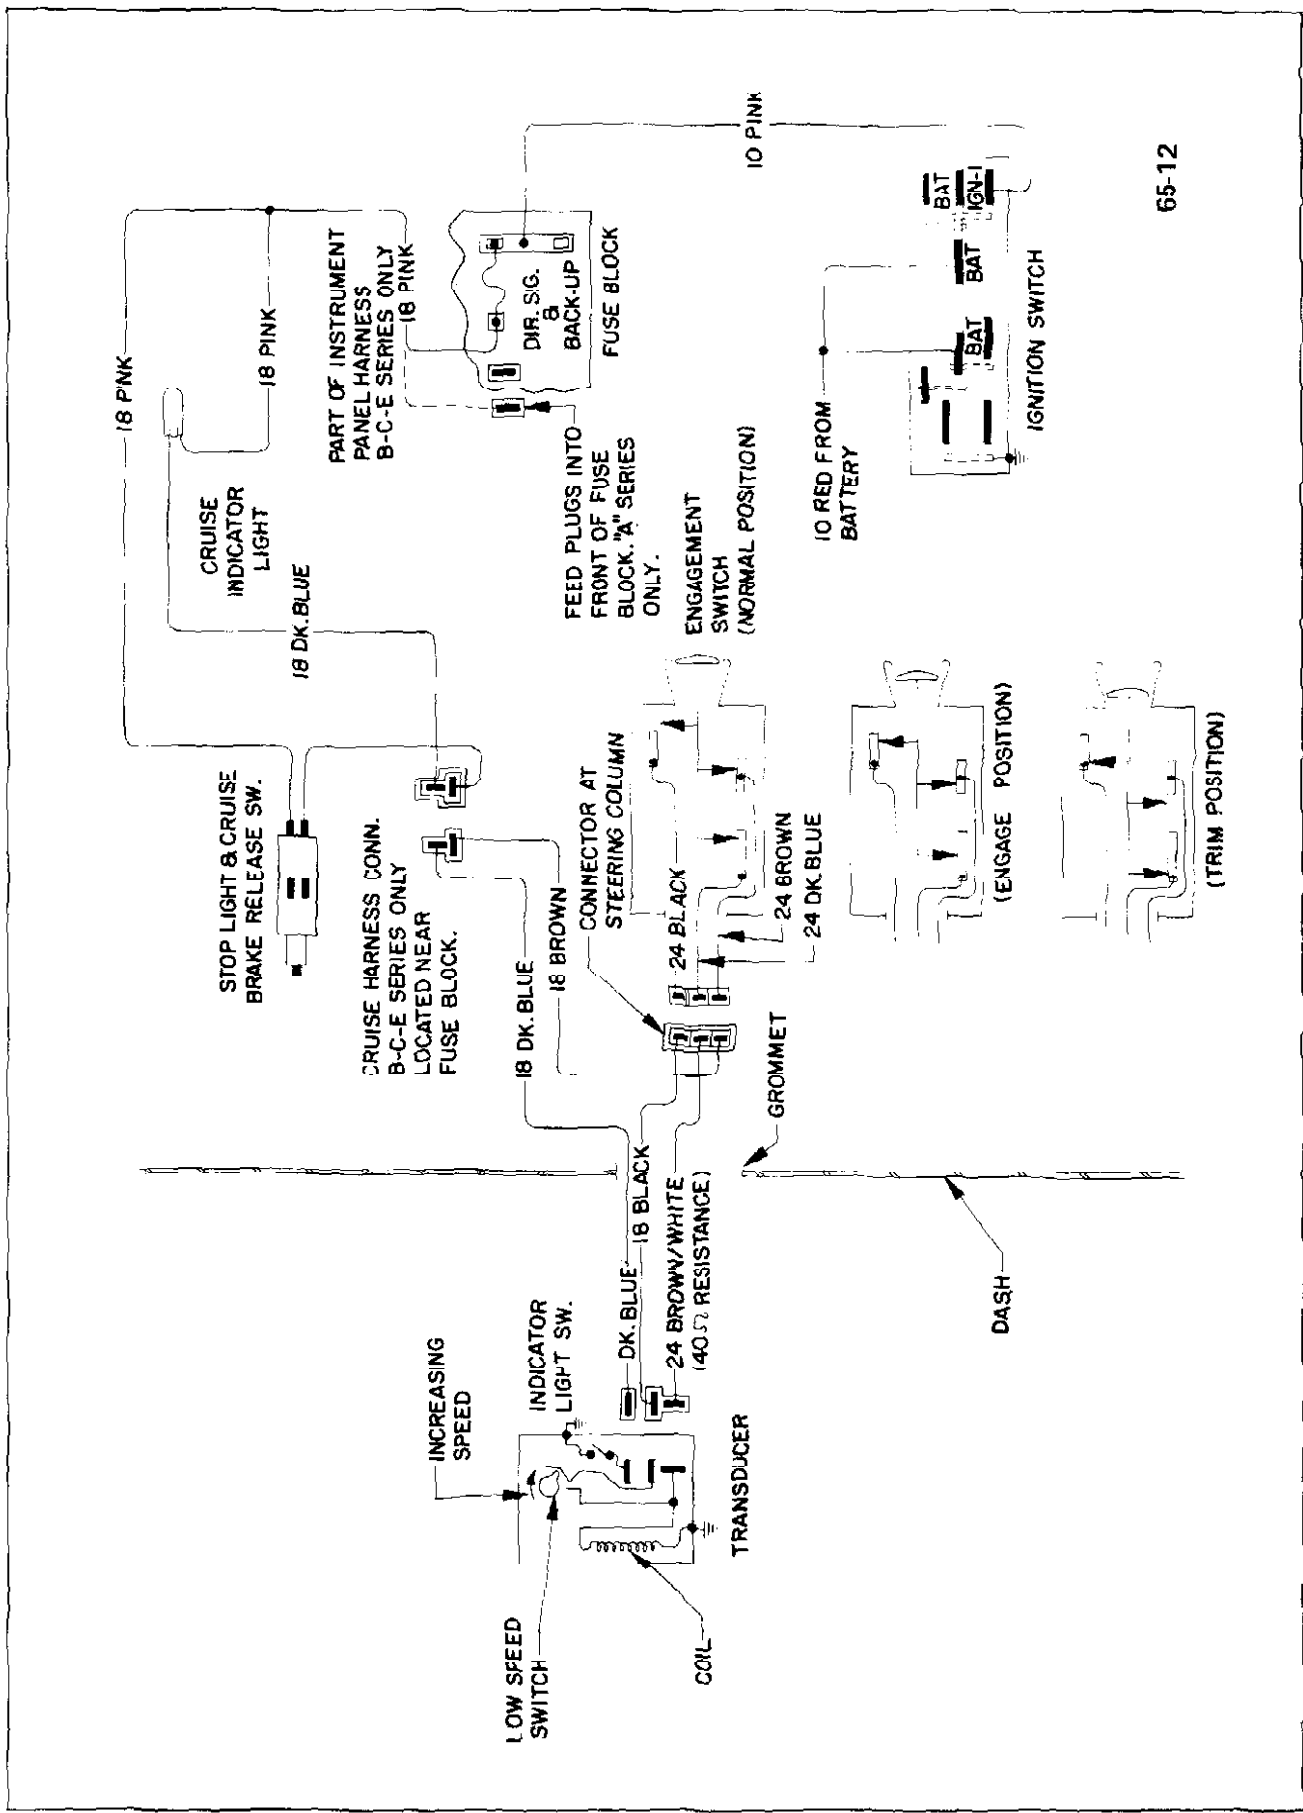 LOW SPEED
SWITCH
COIL
INCREASING
SPEED
INDICATOR
LIGHT SW.
TRANSDUCER
DK. BLUE
18 BLACK
24 BROWN/WHITE
(40Ω RESISTANCE)
DASH
GROMMET
STOP LIGHT & CRUISE
BRAKE RELEASE SW.
CRUISE HARNESS CONN.
B-C-E SERIES ONLY
LOCATED NEAR
FUSE BLOCK.
18 DK. BLUE
18 BROWN
CONNECTOR AT
STEERING COLUMN
24 BLACK
24 BROWN
24 DK. BLUE
(ENGAGE POSITION)
(TRIM POSITION)
ENGAGEMENT
SWITCH
(NORMAL POSITION)
18 PINK
CRUISE
INDICATOR
LIGHT
18 DK. BLUE
18 PINK
PART OF INSTRUMENT
PANEL HARNESS
B-C-E SERIES ONLY
18 PINK
FEED PLUGS INTO
FRONT OF FUSE
BLOCK. "A" SERIES
ONLY.
DIR. SIG.
&
BACK-UP
FUSE BLOCK
10 PINK
10 RED FROM
BATTERY
BAT
BAT
BAT
IGN-1
IGNITION SWITCH
65-12